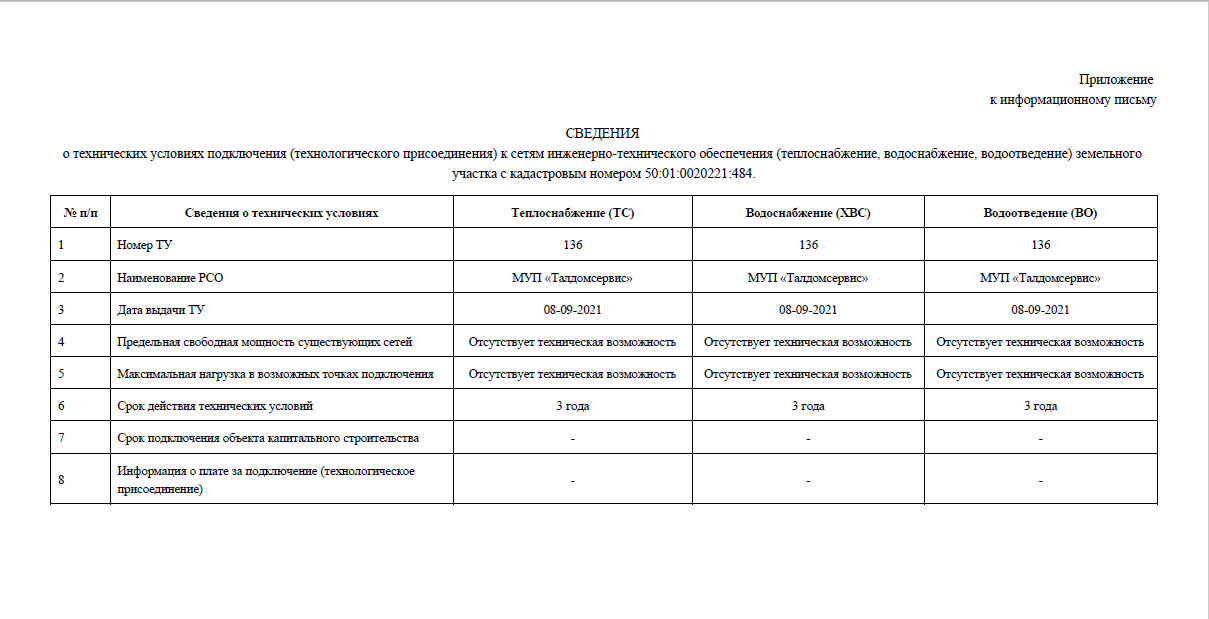 Приложение
к информационному письму
СВЕДЕНИЯ
о технических условиях подключения (технологического присоединения) к сетям инженерно-технического обеспечения (теплоснабжение, водоснабжение, водоотведение) земельного
участка с кадастровым номером 50:01:0020221:484.
№ п/п Сведения о технических условиях Теплоснабжение (ТС) Водоснабжение (ХВС) Водоотведение (ВО)
1 Номер ТУ 136 136 136
2 Наименование РСО МУП «Талдомсервис» МУП «Талдомсервис» МУП «Талдомсервис»
3 Дата выдачи ТУ 08-09-2021 08-09-2021 08-09-2021
4 Предельная свободная мощность существующих сетей Отсутствует техническая возможность Отсутствует техническая возможность Отсутствует техническая возможность
5 Максимальная нагрузка в возможных точках подключения Отсутствует техническая возможность Отсутствует техническая возможность Отсутствует техническая возможность
6 Срок действия технических условий 3 года 3 года 3 года
7 Срок подключения объекта капитального строительства - - -
8 Информация о плате за подключение (технологическое
присоединение) - - -